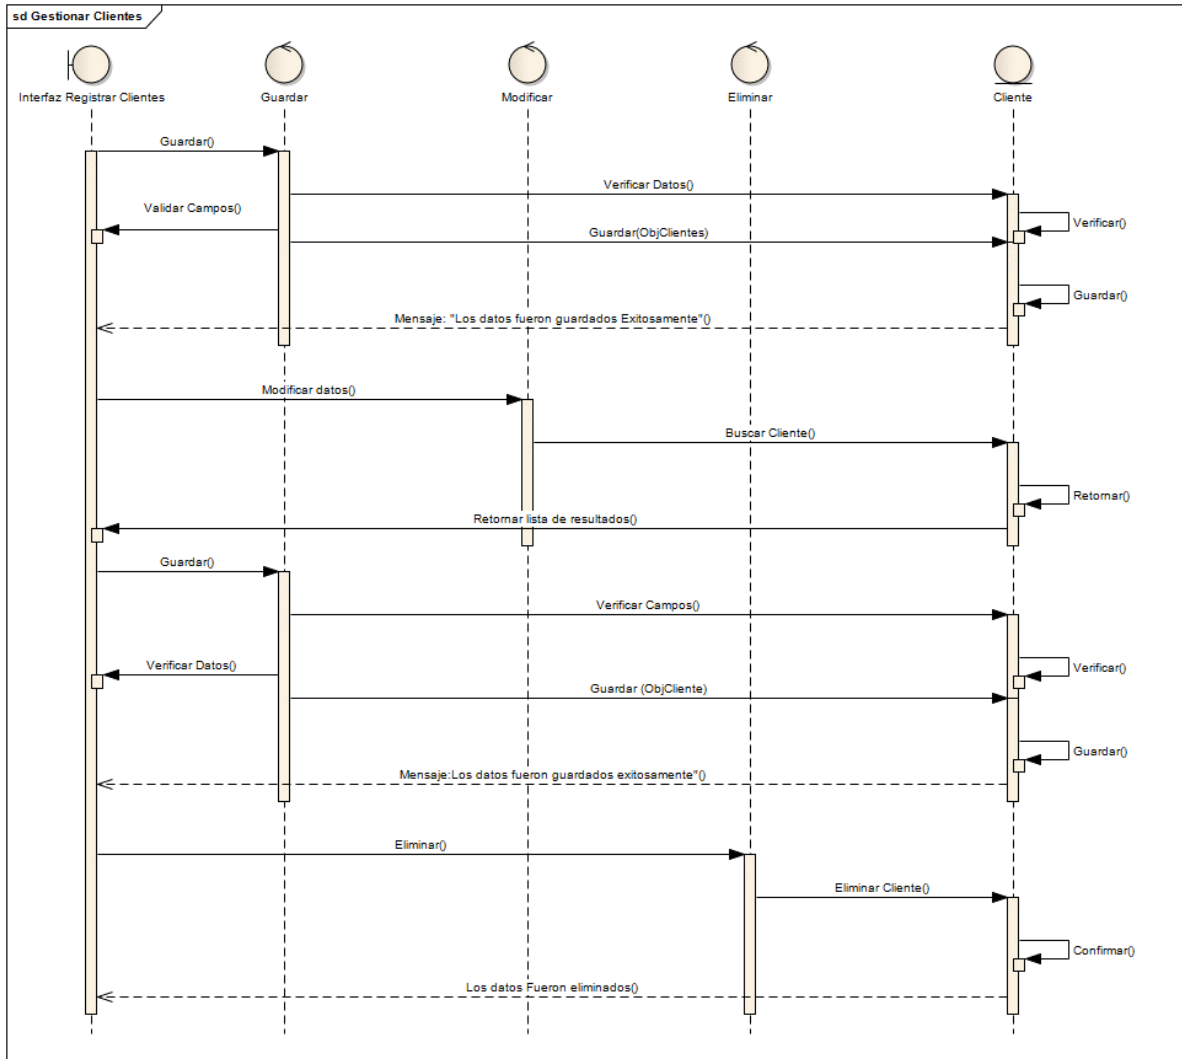 sd Gestionar Clientes
Interfaz Registrar Clientes
Guardar
Modificar
Eliminar
Cliente
Guardar()
Verificar Datos()
Validar Campos()
Verificar()
Guardar(ObjClientes)
Guardar()
Mensaje: "Los datos fueron guardados Exitosamente"()
Modificar datos()
Buscar Cliente()
Retornar()
Retornar lista de resultados()
Guardar()
Verificar Campos()
Verificar Datos()
Verificar()
Guardar (ObjCliente)
Guardar()
Mensaje:Los datos fueron guardados exitosamente"()
Eliminar()
Eliminar Cliente()
Confirmar()
Los datos Fueron eliminados()